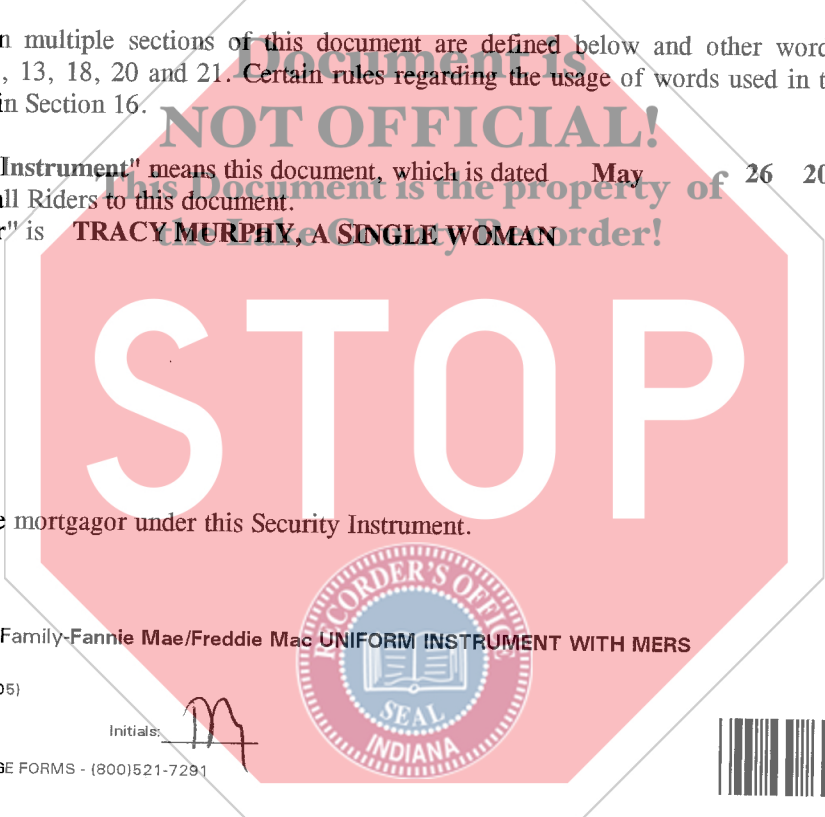 n multiple sections of this document are defined below and other word
, 13, 18, 20 and 21. Certain rules regarding the usage of words used in t
in Section 16.
Document is
NOT OFFICIAL!
This Document is the property of
the Lake County Recorder!
Instrument" means this document, which is dated May 26 20
ll Riders to this document.
r" is TRACY MURPHY, A SINGLE WOMAN
STOP
e mortgagor under this Security Instrument.
RECORDER'S OFFICE
SEAL
INDIANA
Family-Fannie Mae/Freddie Mac UNIFORM INSTRUMENT WITH MERS
05)
Initials:
GE FORMS - (800)521-7291